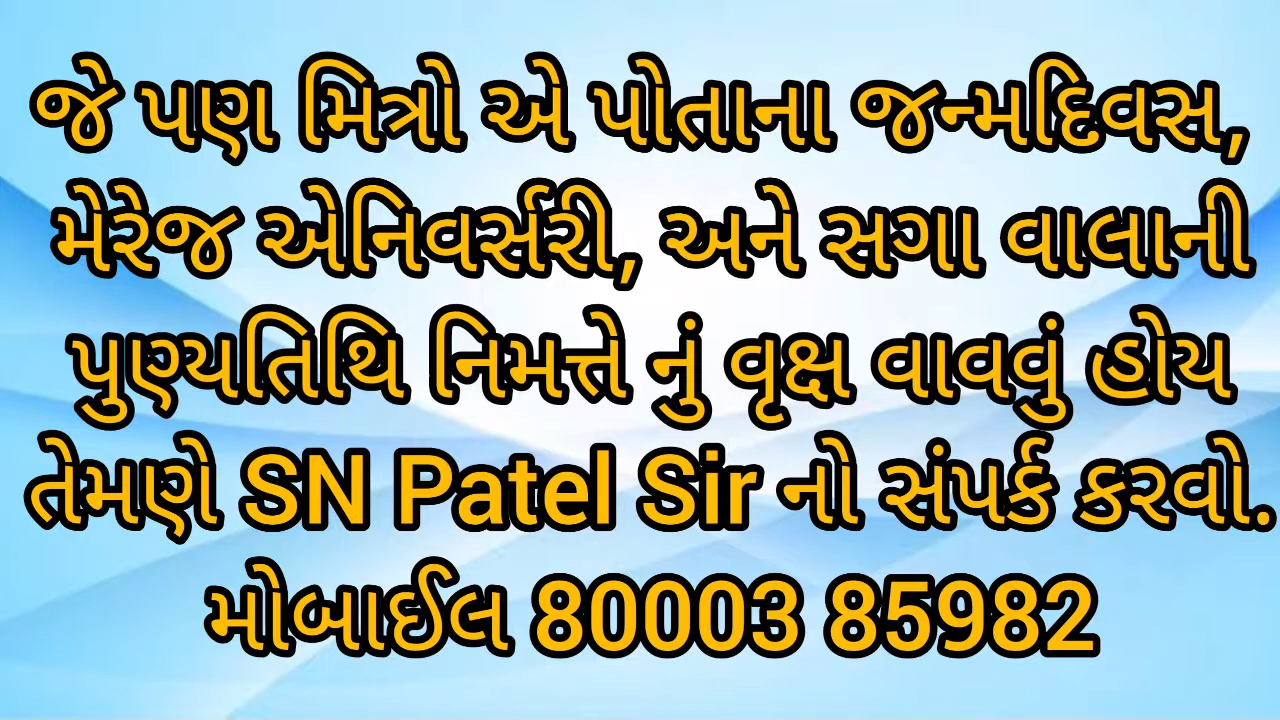 જે પણ મિત્રો એ પોતાના જન્મદિવસ,
મેરેજ એનિવર્સરી, અને સગા વાલાની
પુણ્યતિથિ નિમત્તે નું વૃક્ષ વાવવું હોય
તેમણે SN Patel Sir નો સંપર્ક કરવો.
મોબાઈલ 80003 85982